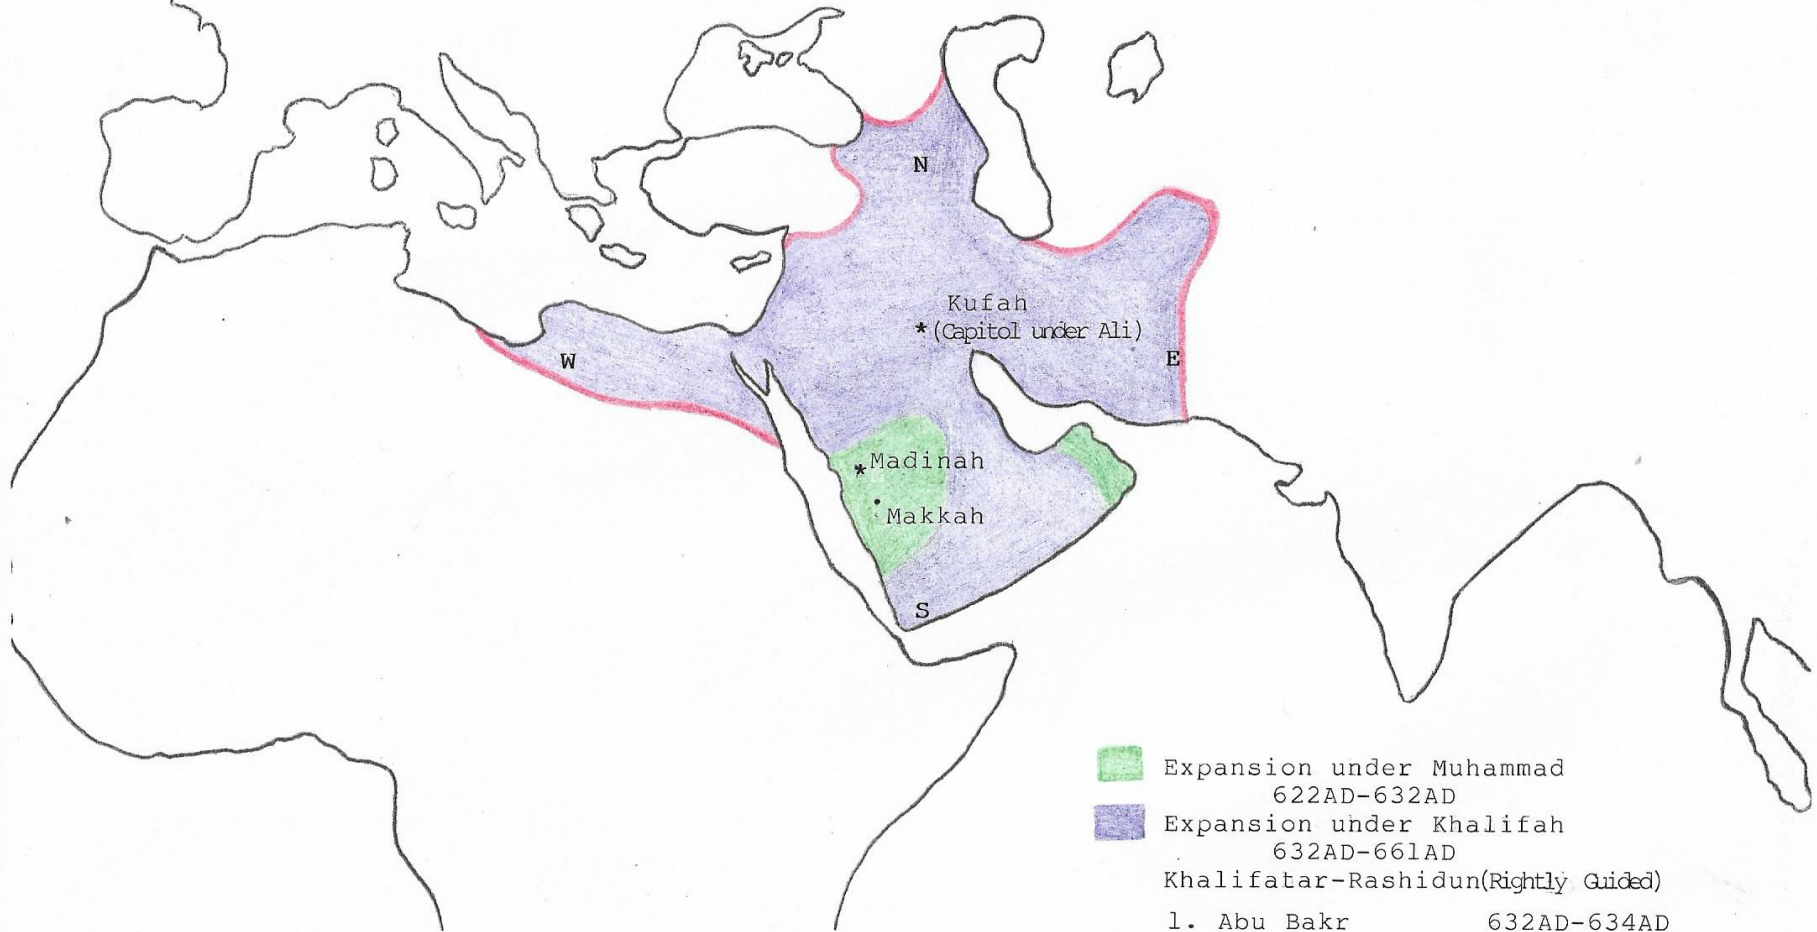 N
Kufah
*(Capitol under Ali)
W
E
*Madinah
Makkah
S
Expansion under Muhammad
622AD-632AD
Expansion under Khalifah
632AD-661AD
Khalifatar-Rashidun(Rightly Guided)
1. Abu Bakr 632AD-634AD